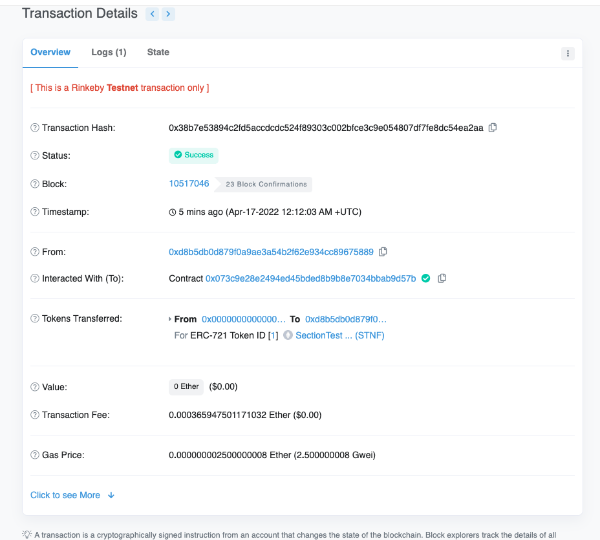 Transaction Details < >
Overview Logs (1) State
[ This is a Rinkeby Testnet transaction only ]
Transaction Hash: 0x38b7e53894c2fd5accdcdc524f89303c002bfce3c9e054807df7fe8dc54ea2aa
Status: Success
Block: 10517046 23 Block Confirmations
Timestamp: 5 mins ago (Apr-17-2022 12:12:03 AM +UTC)
From: 0xd8b5db0d879f0a9ae3a54b2f62e934cc89675889
Interacted With (To): Contract 0x073c9e28e2494ed45bded8b9b8e7034bbab9d57b
Tokens Transferred: From 0x0000000000000... To 0xd8b5db0d879f0...
For ERC-721 Token ID [1] SectionTest ... (STNF)
Value: 0 Ether ($0.00)
Transaction Fee: 0.000365947501171032 Ether ($0.00)
Gas Price: 0.000000002500000008 Ether (2.500000008 Gwei)
Click to see More
A transaction is a cryptographically signed instruction from an account that changes the state of the blockchain. Block explorers track the details of all